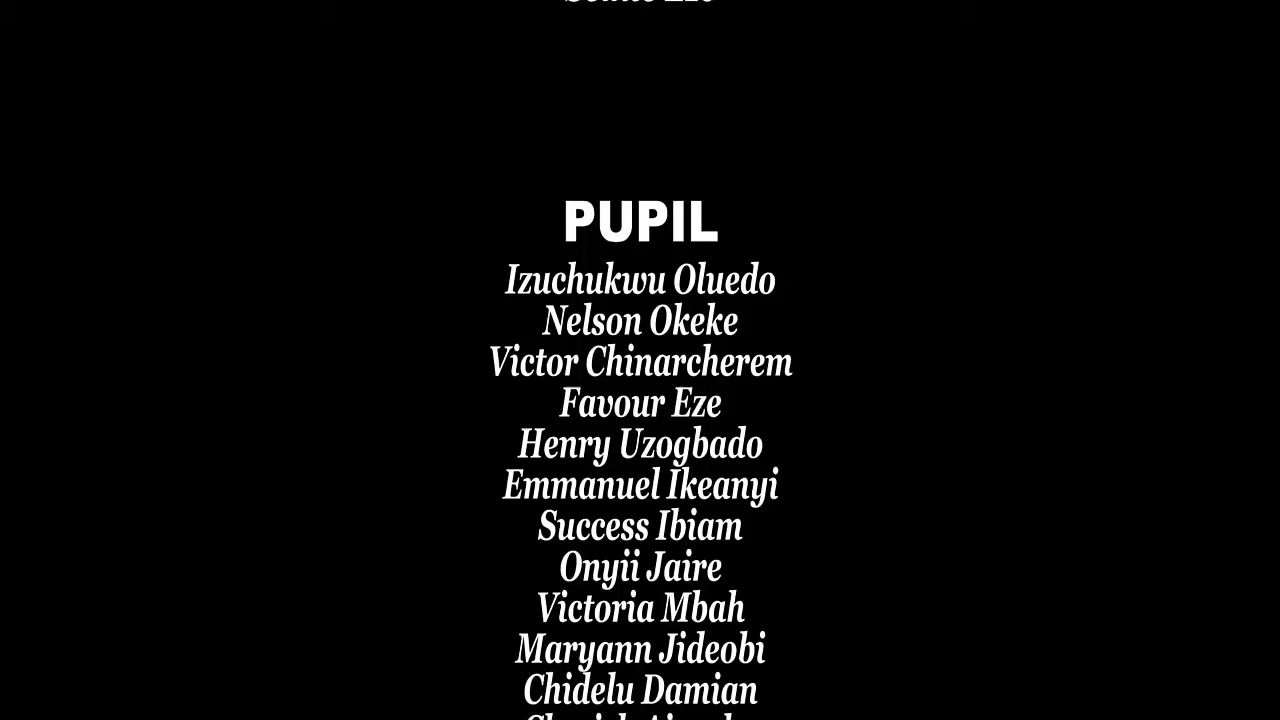 PUPIL
Izuchukwu Oluedo
Nelson Okeke
Victor Chinarcherem
Favour Eze
Henry Uzogbado
Emmanuel Ikeanyi
Success Ibiam
Onyii Jaire
Victoria Mbah
Maryann Jideobi
Chidelu Damian